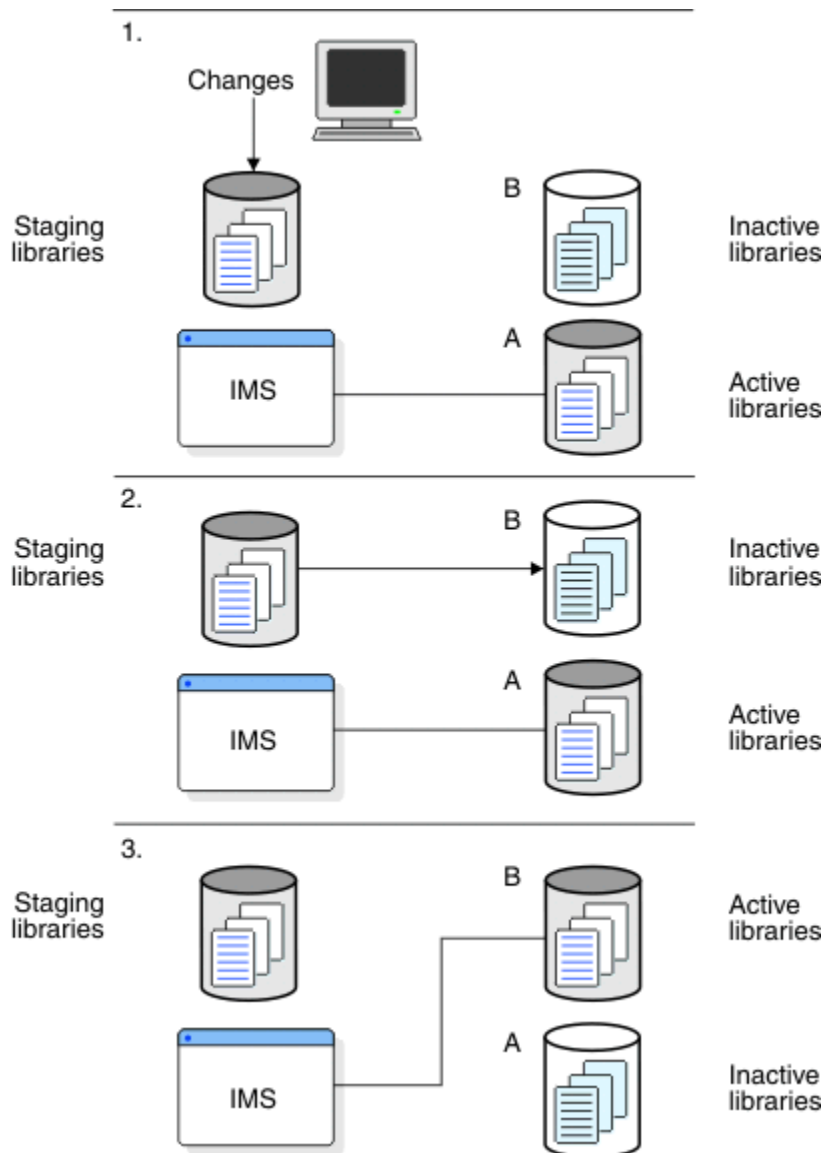 1.
Changes
Staging
libraries
B
Inactive
libraries
IMS
A
Active
libraries
2.
Staging
libraries
B
Inactive
libraries
IMS
A
Active
libraries
3.
Staging
libraries
B
Active
libraries
IMS
A
Inactive
libraries